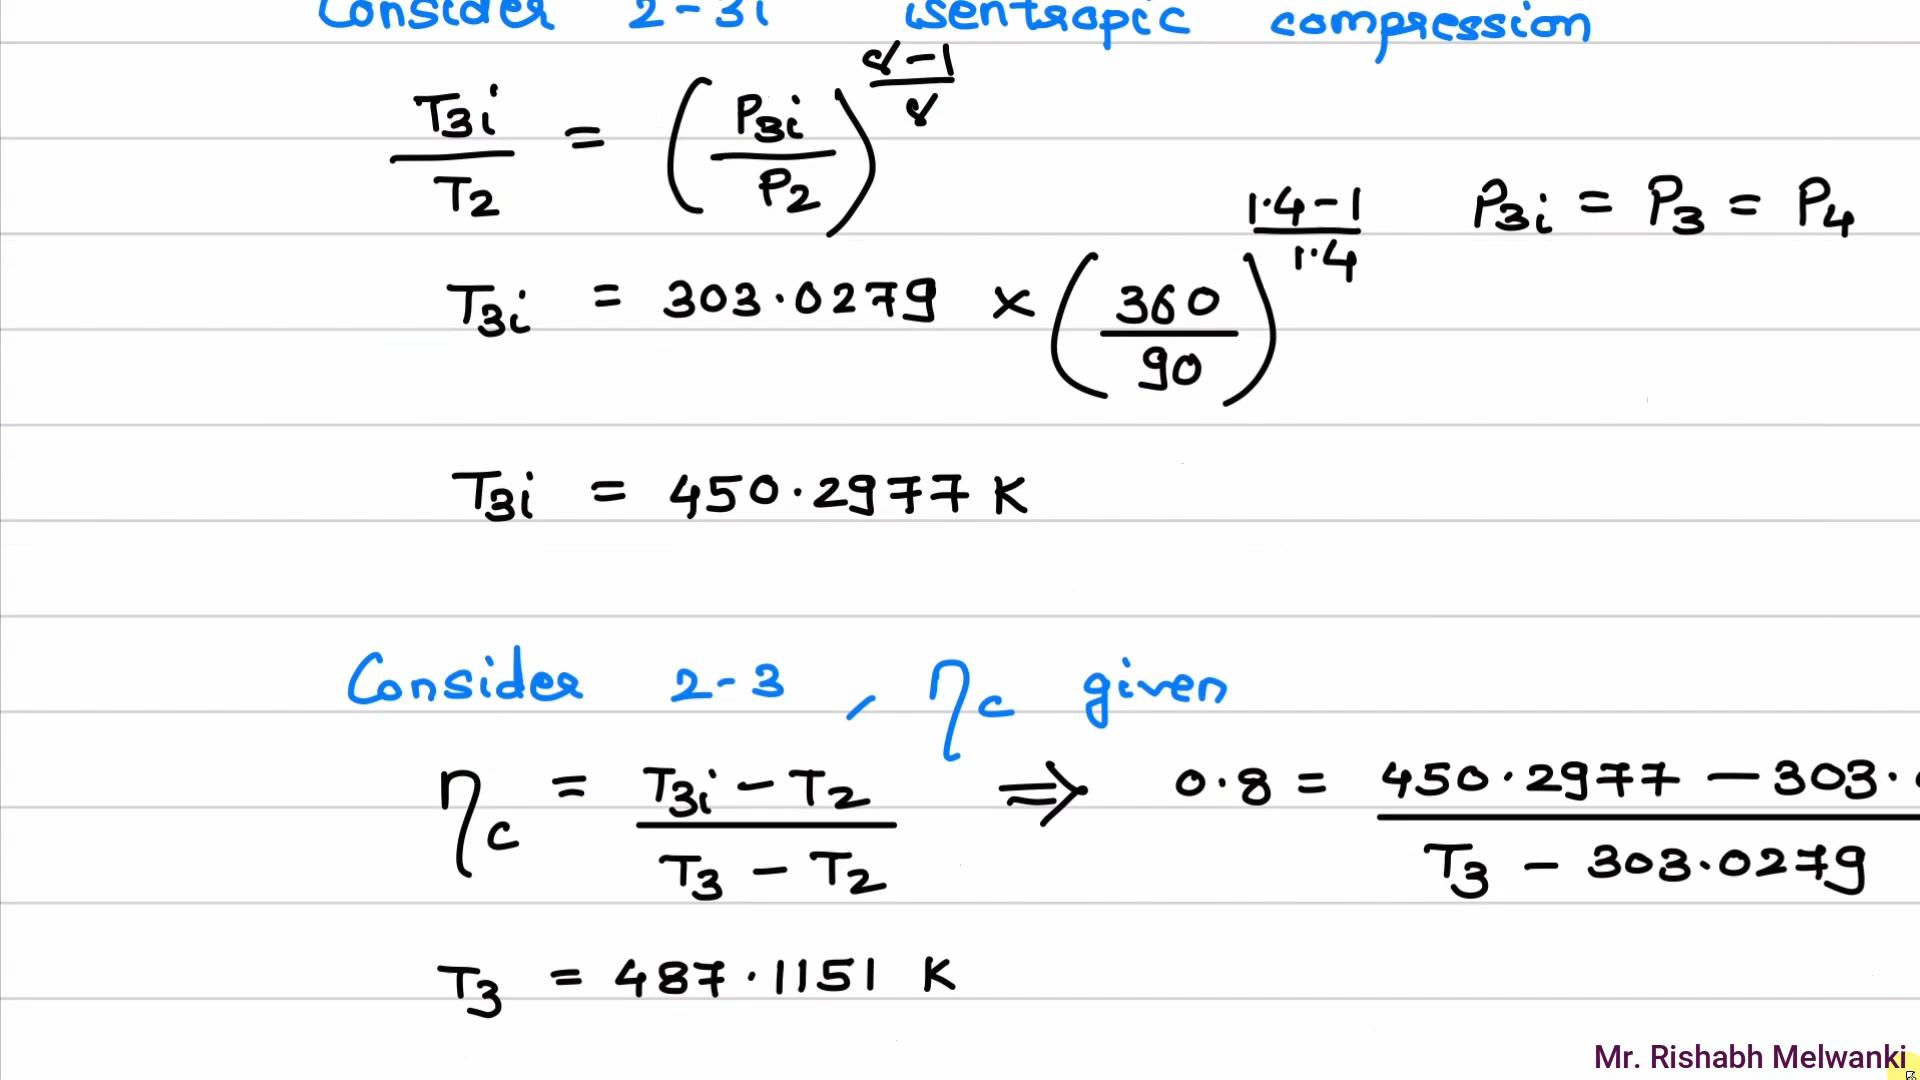 Consider 2-3i isentropic compression
T3i / T2 = (P3i / P2)^((γ-1)/γ)
P3i = P3 = P4
T3i = 303.0279 × (360 / 90)^((1.4-1)/1.4)
T3i = 450.2977 K
Consider 2-3, ηc given
ηc = (T3i - T2) / (T3 - T2) ⇒ 0.8 = (450.2977 - 303. / (T3 - 303.0279
T3 = 487.1151 K
Mr. Rishabh Melwanki